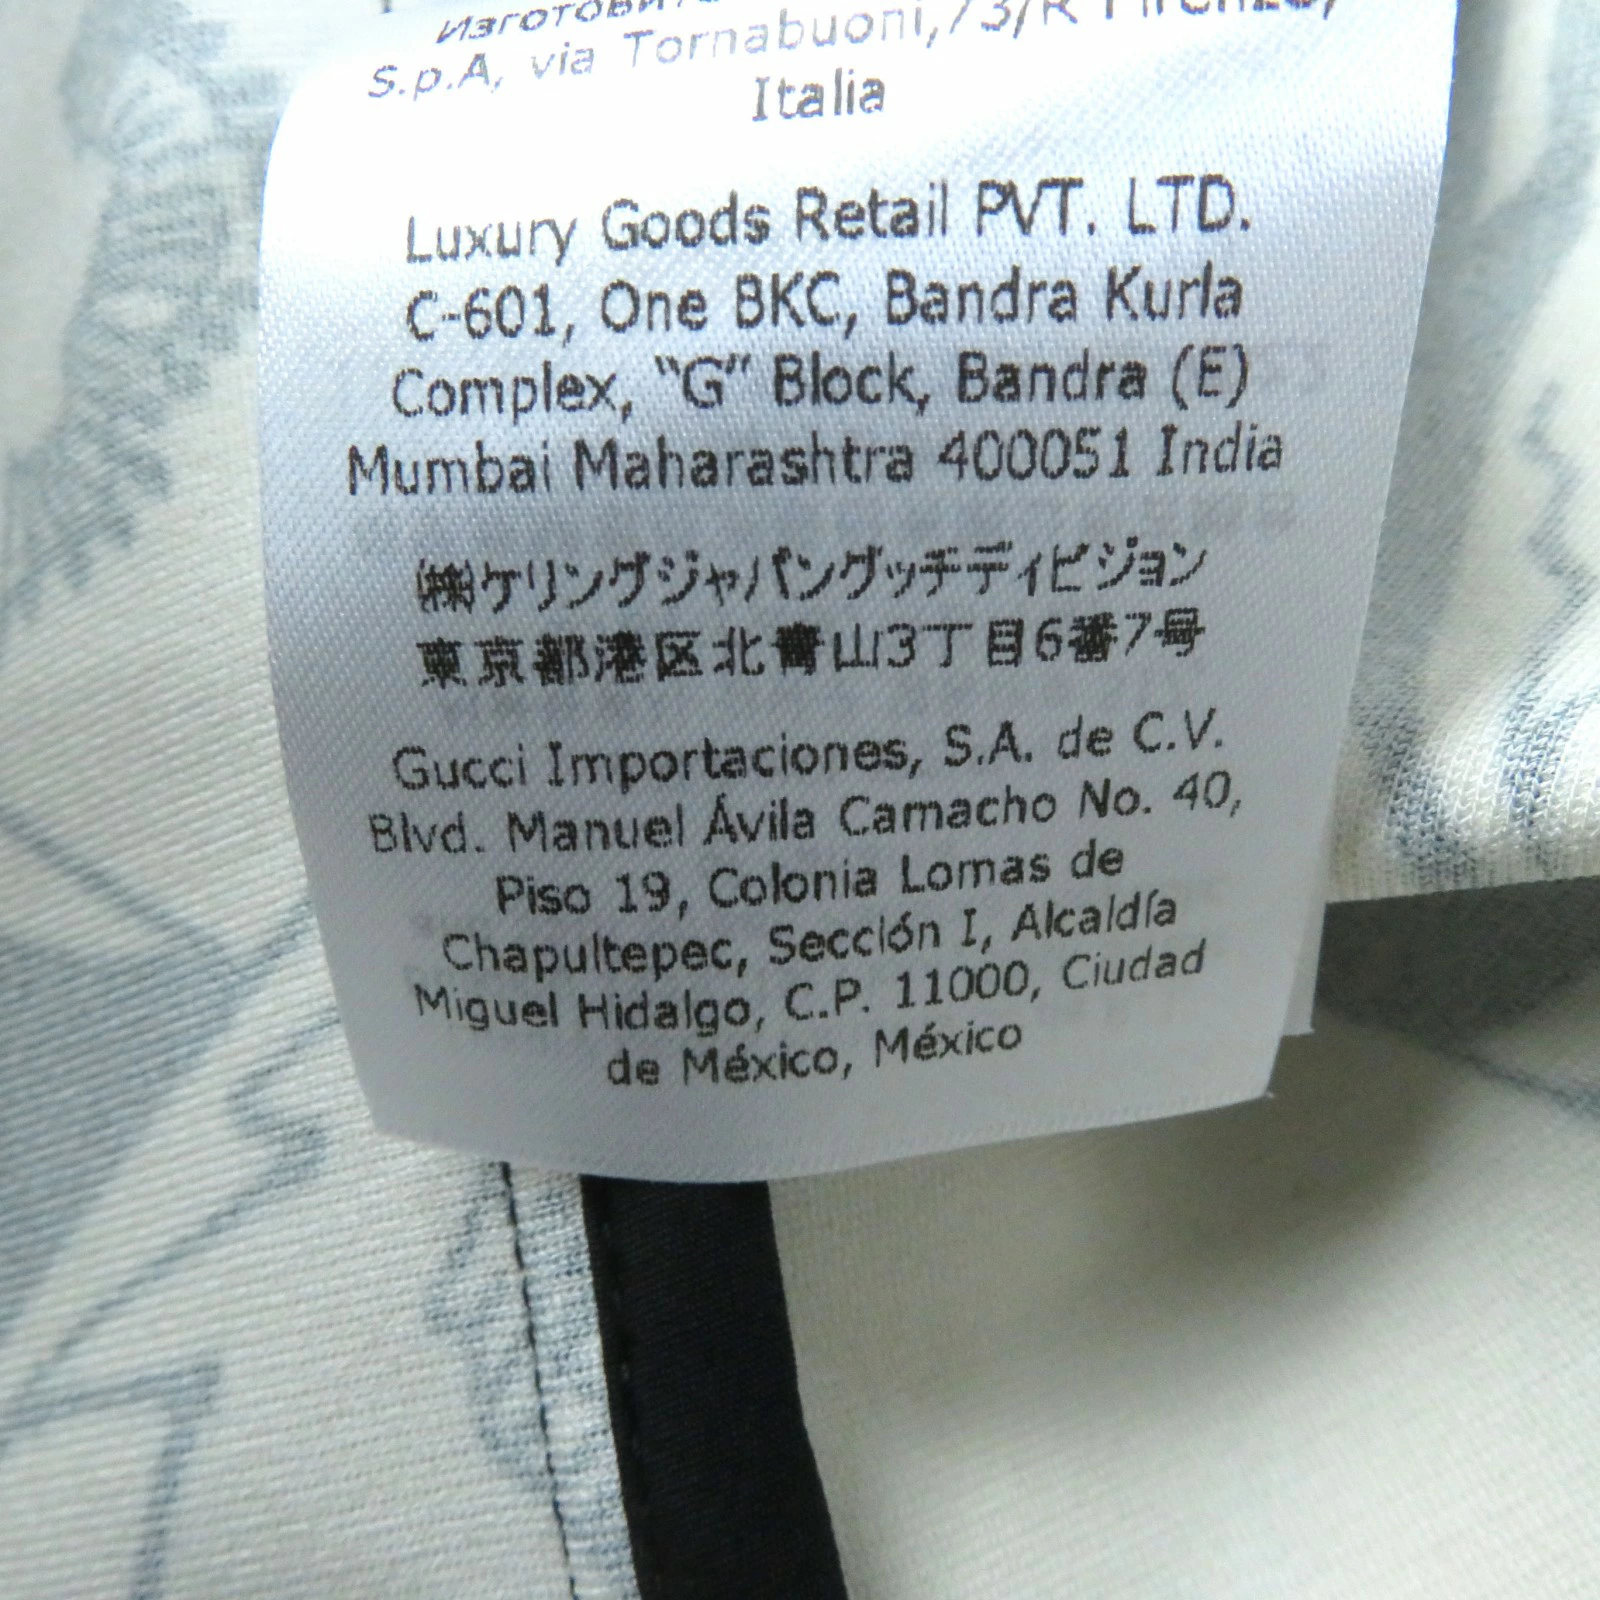 S.p.A, via Tornabuoni,73/R Firenze,
Italia
Luxury Goods Retail PVT. LTD.
C-601, One BKC, Bandra Kurla
Complex, “G” Block, Bandra (E)
Mumbai Maharashtra 400051 India
㈱ケリングジャパングッチディビジョン
東京都港区北青山3丁目6番7号
Gucci Importaciones, S.A. de C.V.
Blvd. Manuel Ávila Camacho No. 40,
Piso 19, Colonia Lomas de
Chapultepec, Sección I, Alcaldía
Miguel Hidalgo, C.P. 11000, Ciudad
de México, México